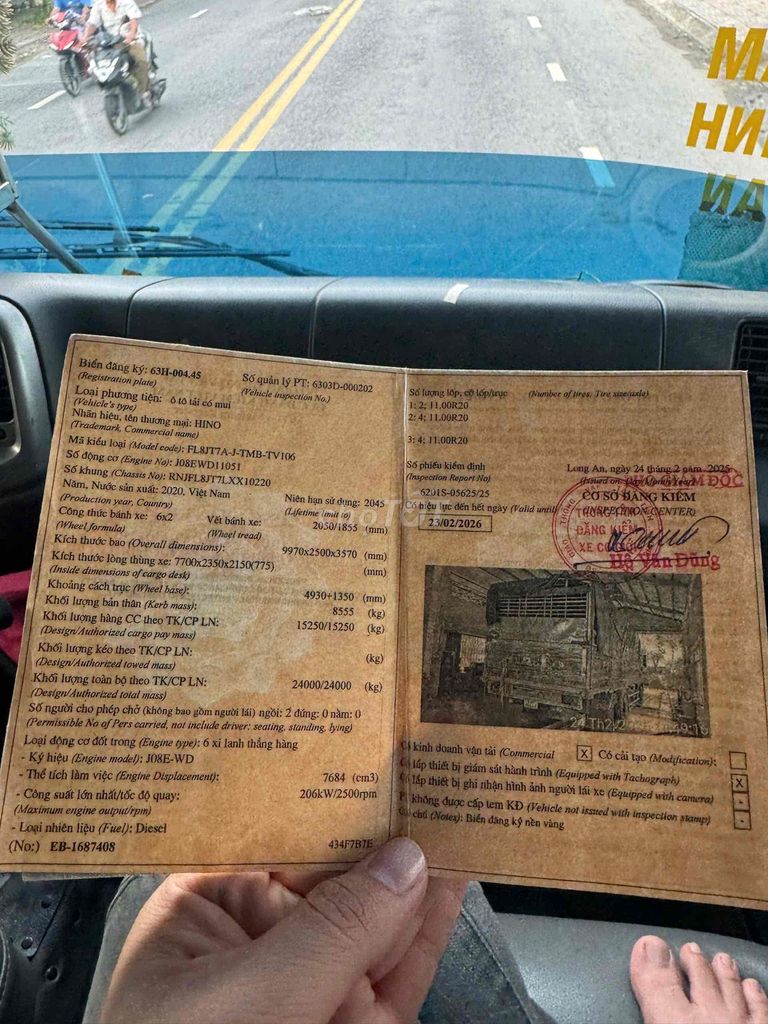 Biển đăng ký: 63H-004.45
(Registration plate)
Số quản lý PT: 6303D-000202
(Vehicle inspection No.)
Loại phương tiện: ô tô tải có mui
(Vehicle's type)
Nhãn hiệu, tên thương mại: HINO
(Trademark, Commercial name)
Mã kiểu loại (Model code): FL8JT7A-J-TMB-TV106
Số động cơ (Engine No): J08EWD11051
Số khung (Chassis No): RNJFL8JT7LXX10220
Năm, Nước sản xuất: 2020, Việt Nam
(Production year, Country)
Niên hạn sử dụng: 2045
(Lifetime limit to)
Công thức bánh xe: 6x2
(Wheel formula)
Vết bánh xe: 2050/1855 (mm)
(Wheel tread)
Kích thước bao (Overall dimensions): 9970x2500x3570 (mm)
Kích thước lòng thùng xe: 7700x2350x2150(775) (mm)
(Inside dimensions of cargo desk)
Khoảng cách trục (Wheel base): 4930+1350 (mm)
Khối lượng bản thân (Kerb mass): 8555 (kg)
Khối lượng hàng CC theo TK/CP LN: 15250/15250 (kg)
(Design/Authorized cargo pay mass)
Khối lượng kéo theo TK/CP LN: (kg)
(Design/Authorized towed mass)
Khối lượng toàn bộ theo TK/CP LN: 24000/24000 (kg)
(Design/Authorized total mass)
Số người cho phép chở (không bao gồm người lái) ngồi: 2 đứng: 0 nằm: 0
(Permissible No of Pers carried, not include driver: seating, standing, lying)
Loại động cơ đốt trong (Engine type): 6 xi lanh thẳng hàng
- Ký hiệu (Engine model): J08E-WD
- Thể tích làm việc (Engine Displacement): 7684 (cm3)
- Công suất lớn nhất/tốc độ quay: 206kW/2500rpm
(Maximum engine output/rpm)
- Loại nhiên liệu (Fuel): Diesel
(No:) EB-1687408
434F7B7E
Số lượng lốp, cỡ lốp/trục (Number of tires, Tire size/axle)
1: 2; 11.00R20
2: 4; 11.00R20
3: 4; 11.00R20
Số phiếu kiểm định
(Inspection Report No)
6201S-05625/25
Có hiệu lực đến hết ngày (Valid until)
23/02/2026
Long An, ngày 24 tháng 2 năm 2025
(Issued on: Day/Month/Year)
CƠ SỞ ĐĂNG KIỂM
(INSPECTION CENTER)
ĐỐC
TRUNG TÂM
ĐĂNG KIỂM
XE CƠ
Hồ Văn Dũng
24 Th2
kinh doanh vận tải (Commercial X Có cải tạo (Modification):
lắp thiết bị giám sát hành trình (Equipped with Tachograph) X
lắp thiết bị ghi nhận hình ảnh người lái xe (Equipped with camera) -
không được cấp tem KĐ (Vehicle not issued with inspection stamp) -
chú (Notes): Biển đăng ký nền vàng